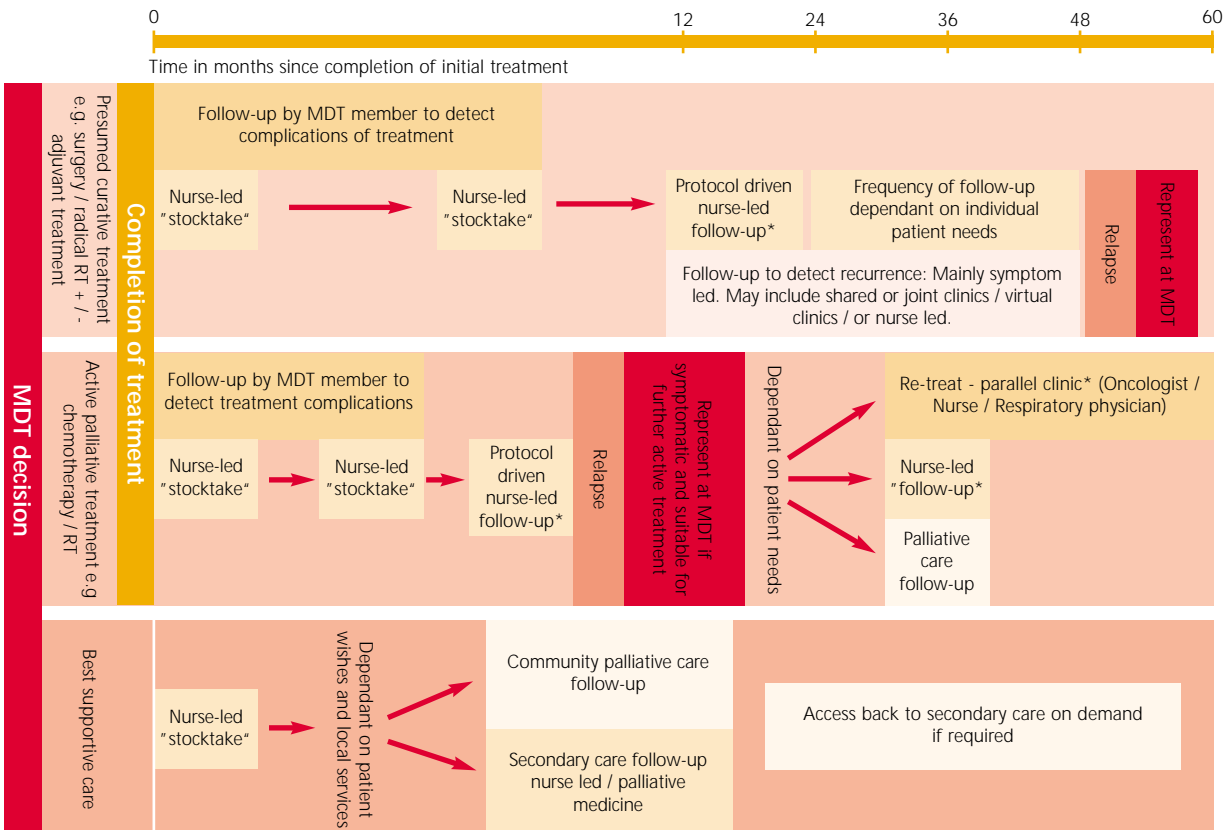 0
12
24
36
48
60
Time in months since completion of initial treatment
MDT decision
Completion of treatment
Presumed curative treatment
e.g. surgery / radical RT + / -
adjuvant treatment
Follow-up by MDT member to detect
complications of treatment
Nurse-led
"stocktake“
Nurse-led
"stocktake“
Protocol driven
nurse-led
follow-up*
Frequency of follow-up
dependant on individual
patient needs
Follow-up to detect recurrence: Mainly symptom
led. May include shared or joint clinics / virtual
clinics / or nurse led.
Relapse
Represent at MDT
Active palliative treatment e.g
chemotherapy / RT
Follow-up by MDT member to
detect treatment complications
Nurse-led
"stocktake“
Nurse-led
"stocktake“
Protocol
driven
nurse-led
follow-up*
Relapse
Represent at MDT if
symptomatic and suitable for
further active treatment
Dependant on patient needs
Re-treat - parallel clinic* (Oncologist /
Nurse / Respiratory physician)
Nurse-led
"follow-up*
Palliative
care
follow-up
Best supportive care
Nurse-led
"stocktake“
Dependant on patient
wishes and local services
Community palliative care
follow-up
Secondary care follow-up
nurse led / palliative
medicine
Access back to secondary care on demand
if required